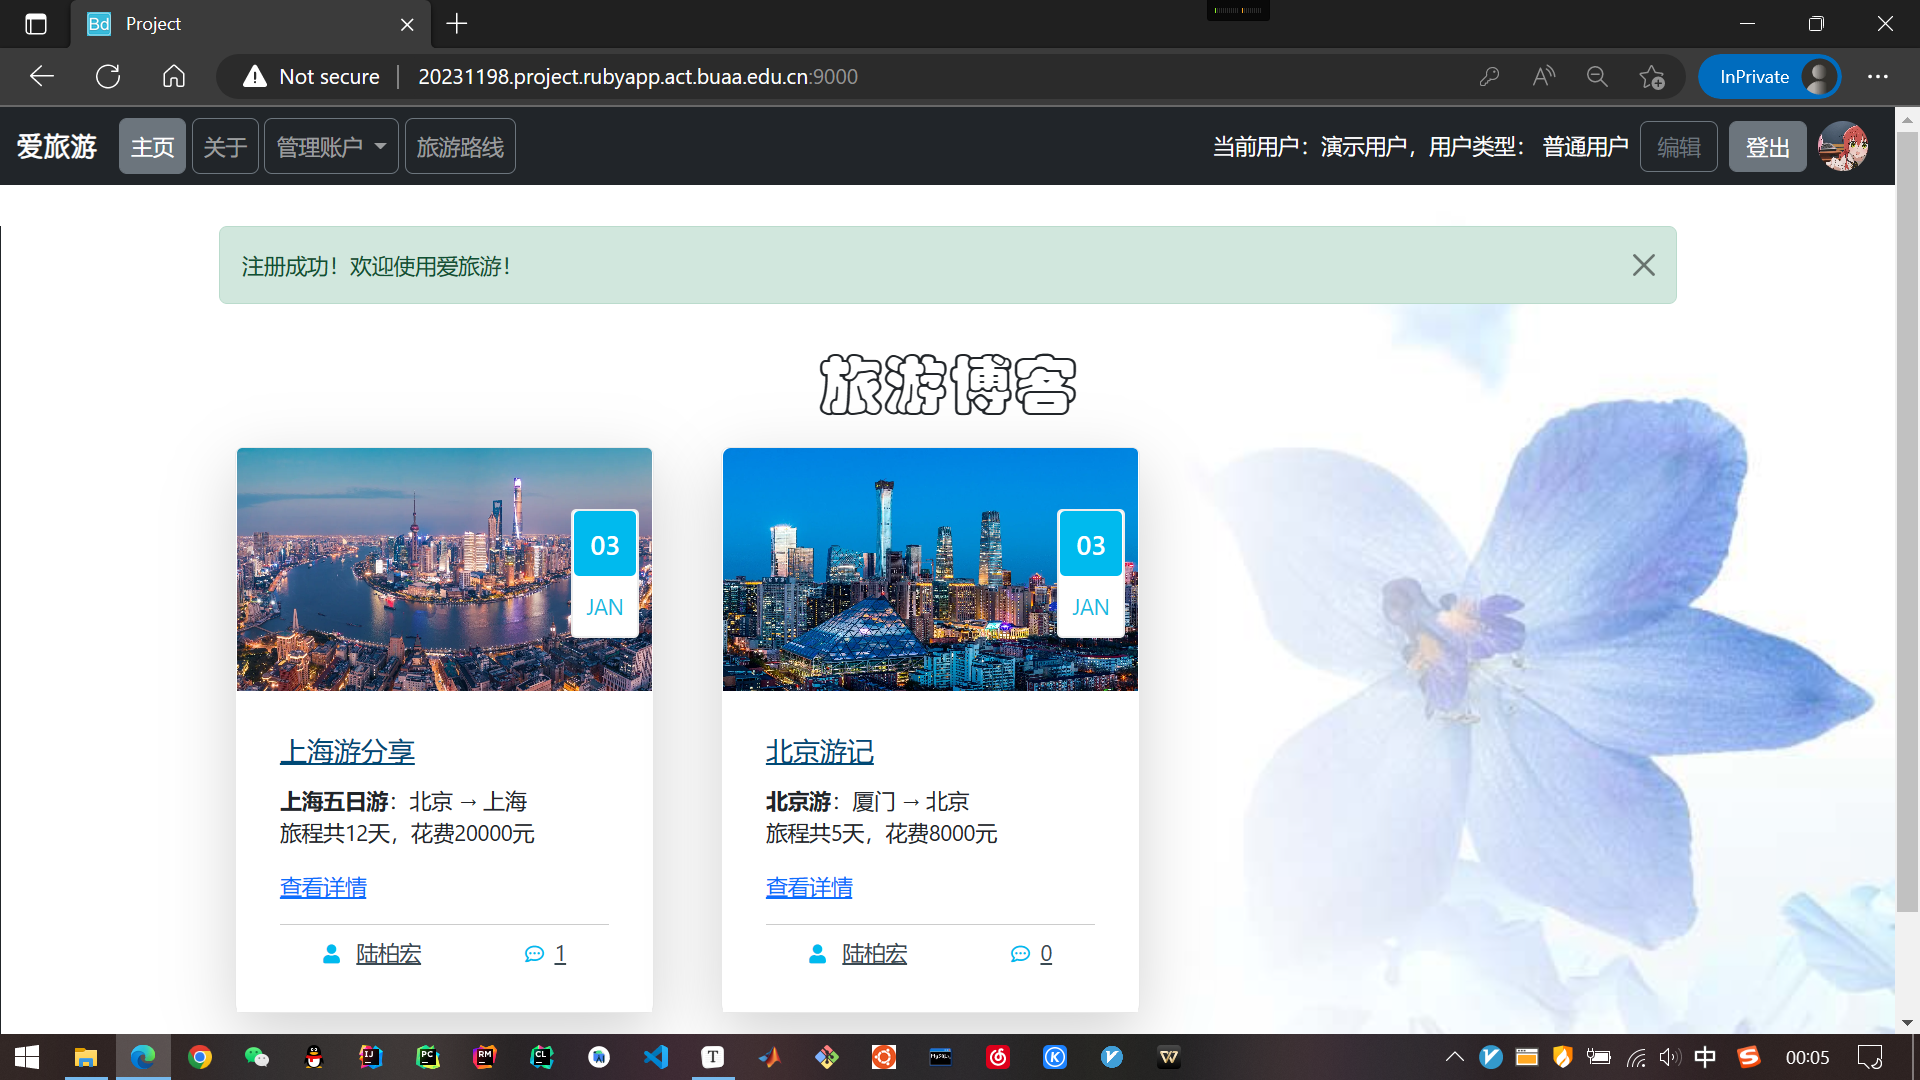 Project
Not secure
20231198.project.rubyapp.act.buaa.edu.cn:9000
InPrivate
爱旅游
主页
关于
管理账户
旅游路线
当前用户：演示用户，用户类型： 普通用户
编辑
登出
注册成功！欢迎使用爱旅游！
旅游博客
03
JAN
上海游分享
上海五日游：北京 → 上海
旅程共12天，花费20000元
查看详情
陆柏宏
1
03
JAN
北京游记
北京游：厦门 → 北京
旅程共5天，花费8000元
查看详情
陆柏宏
0
中
00:05